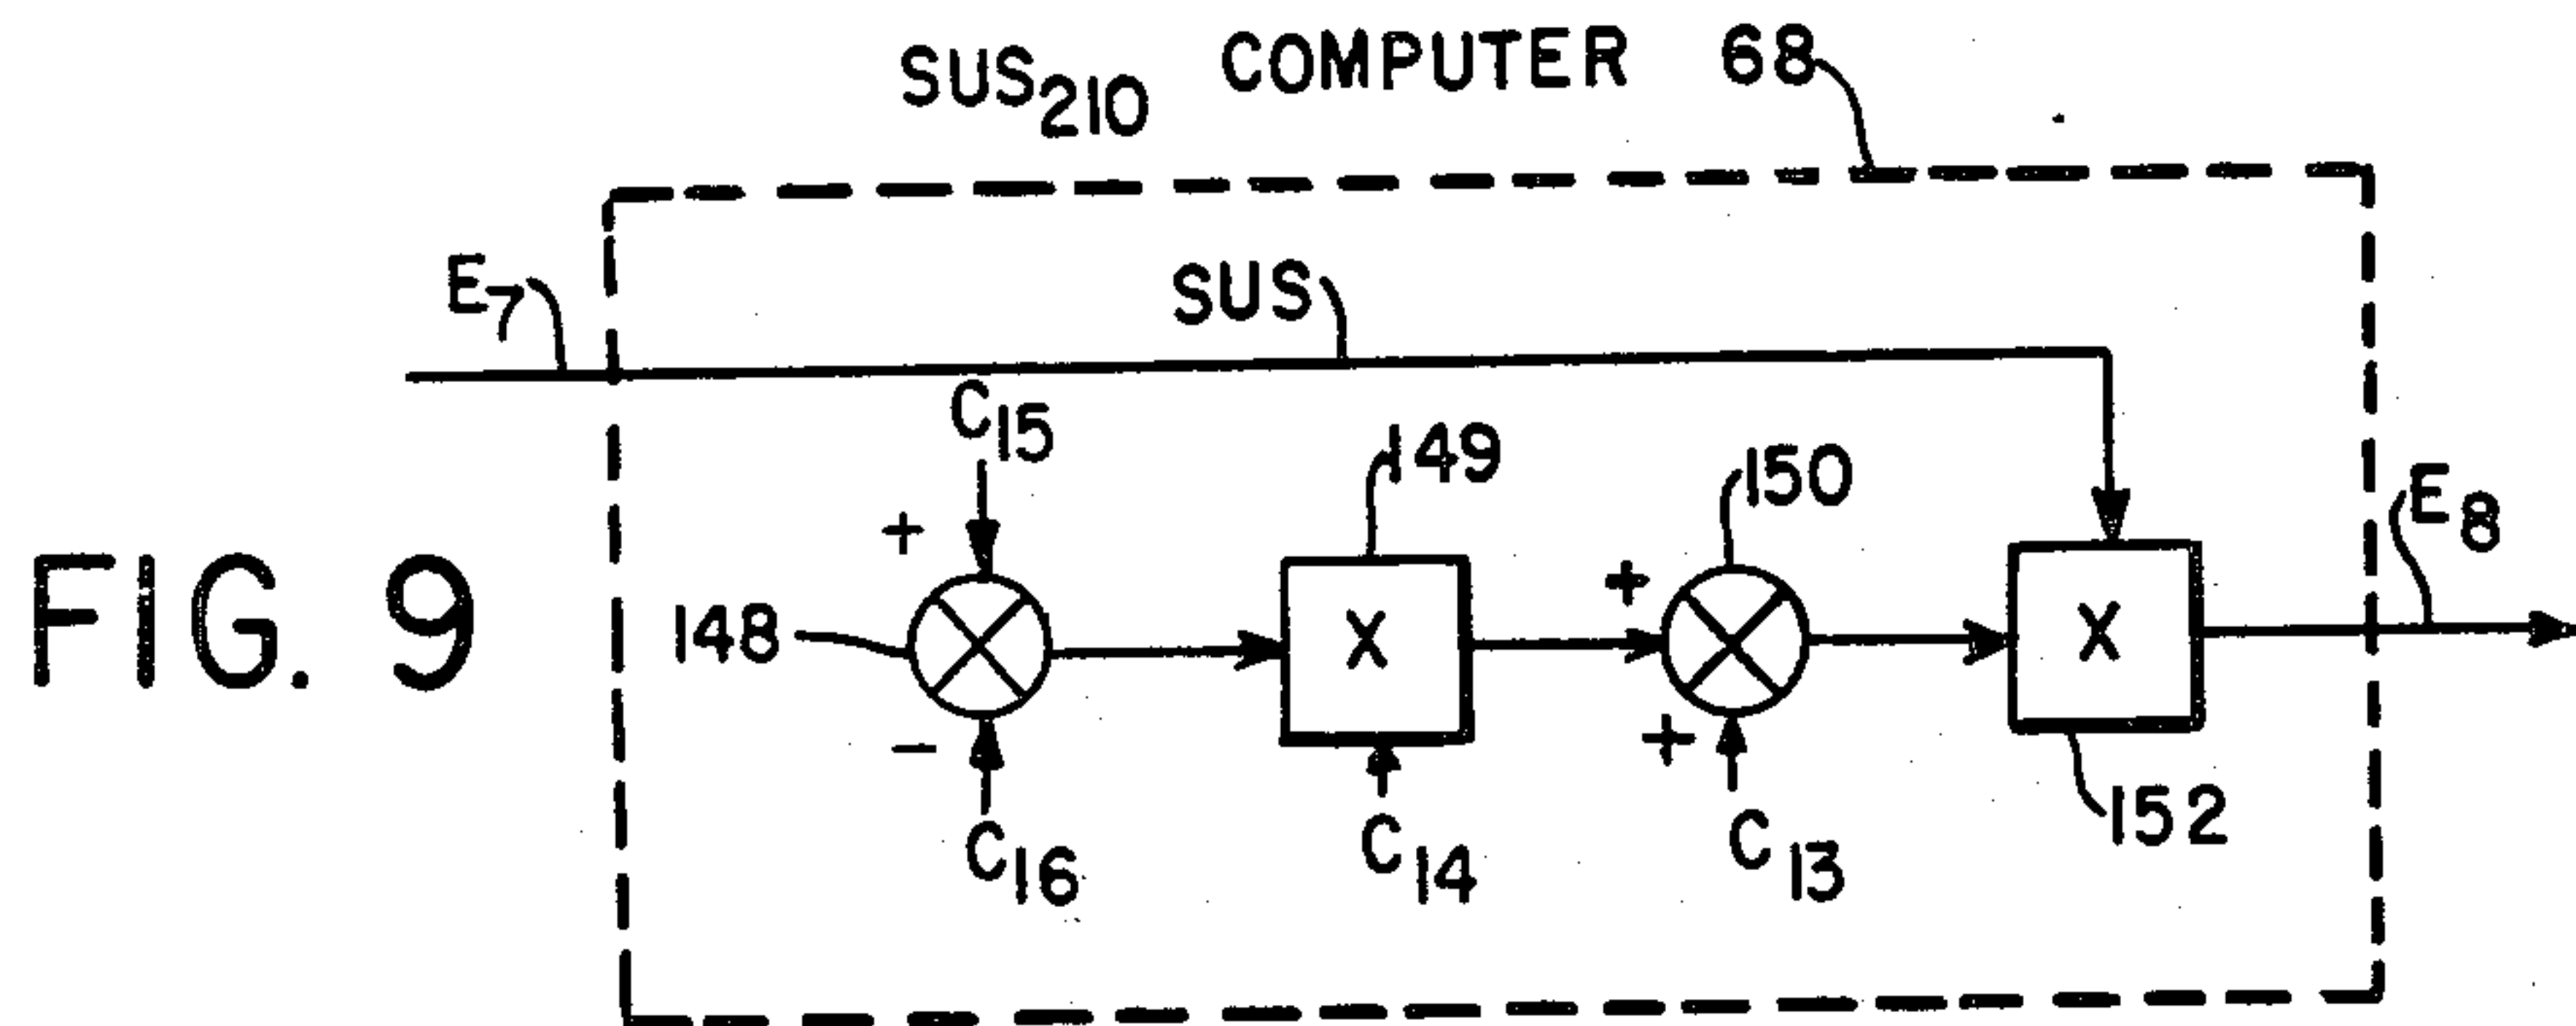 SUS210 COMPUTER 68
E7
SUS
C15
149
150
E8
+
+
FIG. 9
148
X
X
−
+
152
C16
C14
C13